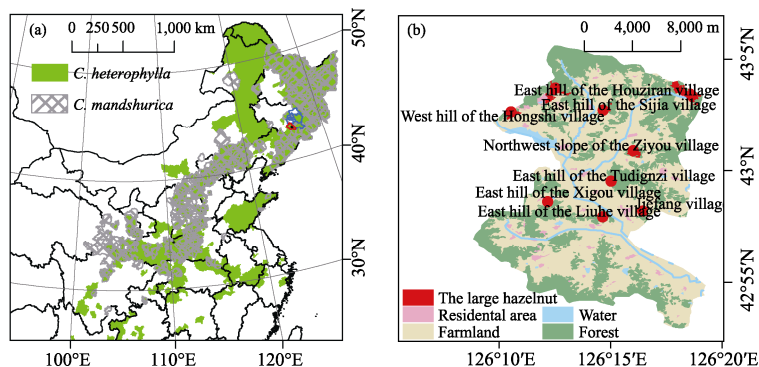 (a)
0 250 500 1,000 km
C. heterophylla
C. mandshurica
50°N
40°N
30°N
100°E 110°E 120°E
(b)
0 4,000 8,000 m
East hill of the Houziran village
East hill of the Sijia village
West hill of the Hongshi village
Northwest slope of the Ziyou village
East hill of the Tudignzi village
East hill of the Xigou village
Jiefang villag
East hill of the Liuhe village
43°5′N
43°N
42°55′N
The large hazelnut
Residental area
Water
Farmland
Forest
126°10′E 126°15′E 126°20′E